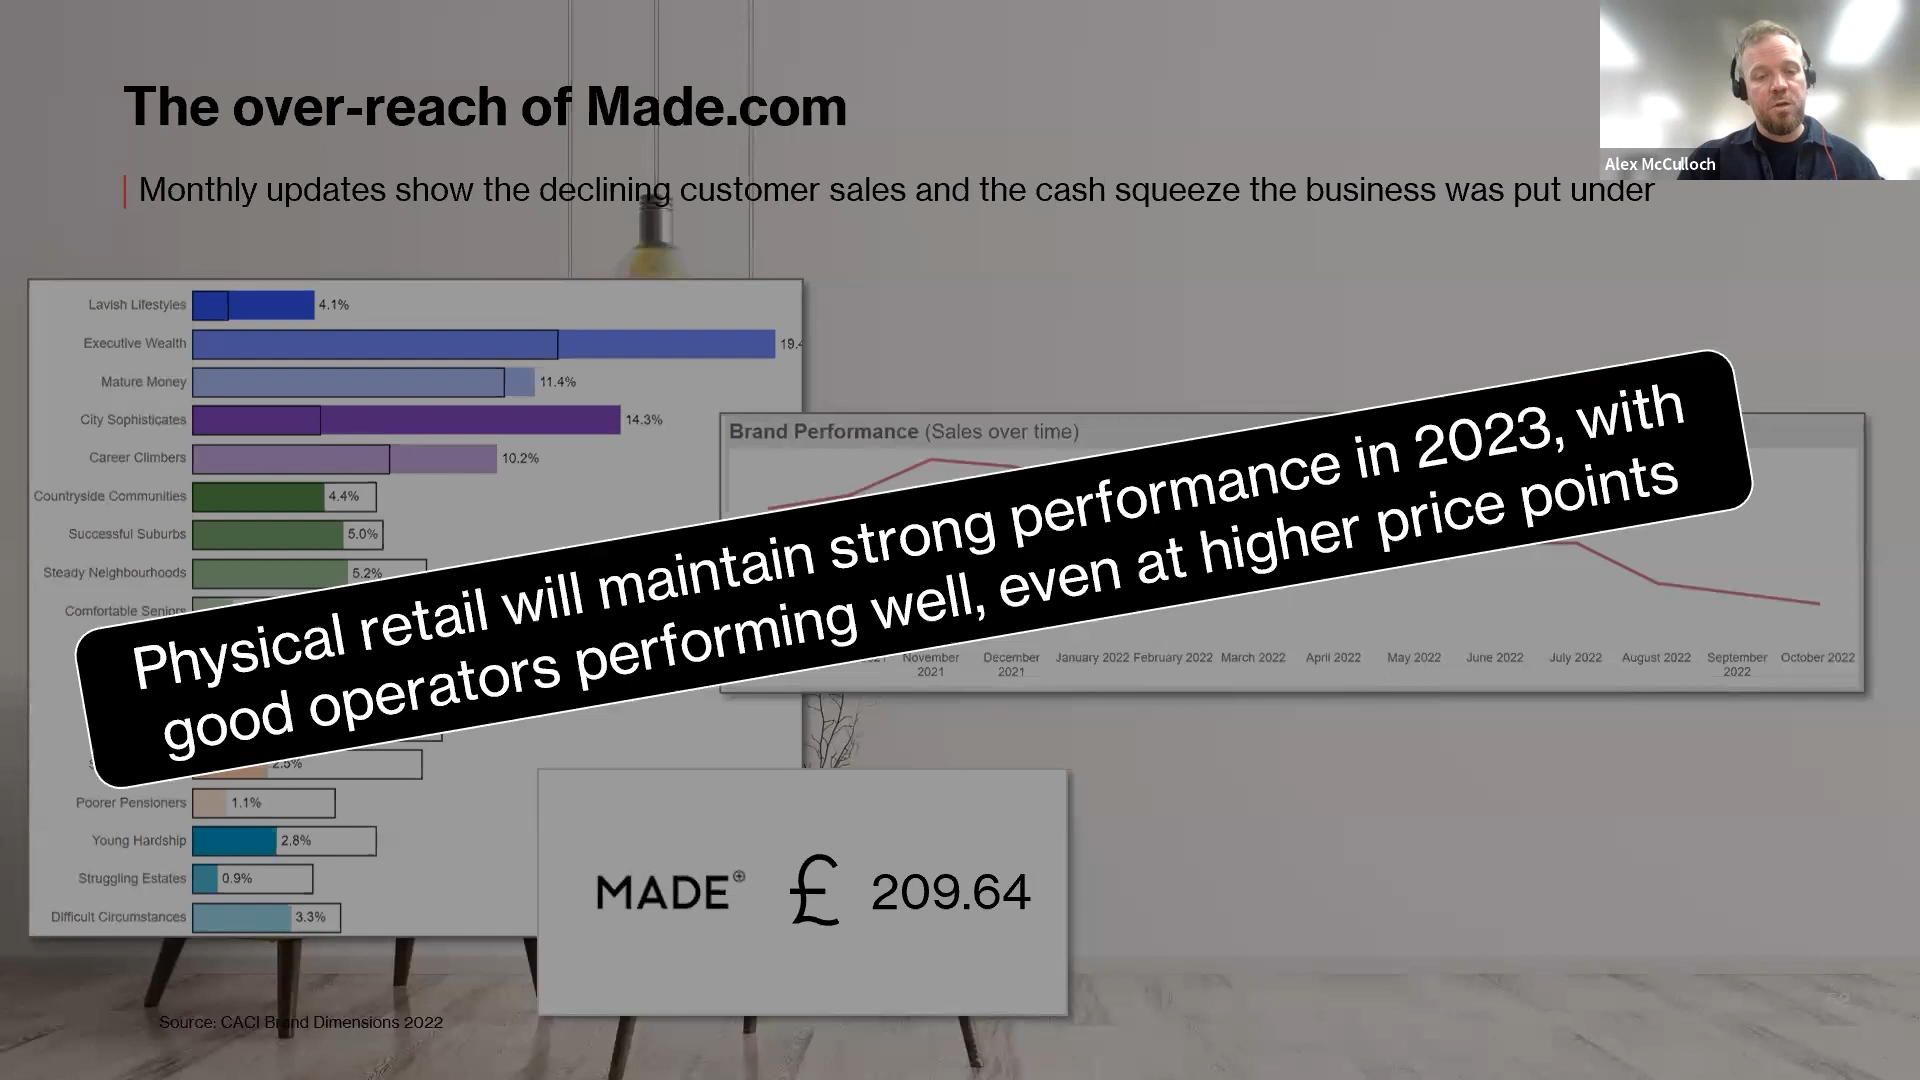 The over-reach of Made.com
Alex McCulloch
Monthly updates show the declining customer sales and the cash squeeze the business was put under
Lavish Lifestyles 4.1%
Executive Wealth 19.4
Mature Money 11.4%
City Sophisticates 14.3%
Career Climbers 10.2%
Countryside Communities 4.4%
Successful Suburbs 5.0%
Steady Neighbourhoods 5.2%
Comfortable Seniors
2.5%
Poorer Pensioners 1.1%
Young Hardship 2.8%
Struggling Estates 0.9%
Difficult Circumstances 3.3%
Brand Performance (Sales over time)
November 2021
December 2021
January 2022
February 2022
March 2022
April 2022
May 2022
June 2022
July 2022
August 2022
September 2022
October 2022
Physical retail will maintain strong performance in 2023, with
good operators performing well, even at higher price points
MADE £ 209.64
Source: CACI Brand Dimensions 2022